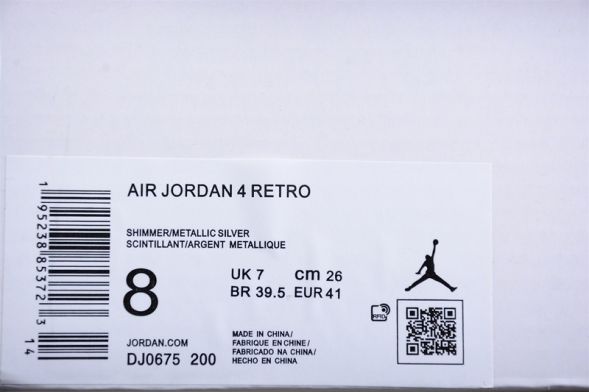 AIR JORDAN 4 RETRO
SHIMMER/METALLIC SILVER
SCINTILLANT/ARGENT METALLIQUE
8
UK 7 cm 26
BR 39.5 EUR 41
RFID
JORDAN.COM
DJ0675 200
MADE IN CHINA/
FABRIQUE EN CHINE/
FABRICADO NA CHINA/
HECHO EN CHINA
1 95238 85372 3 14